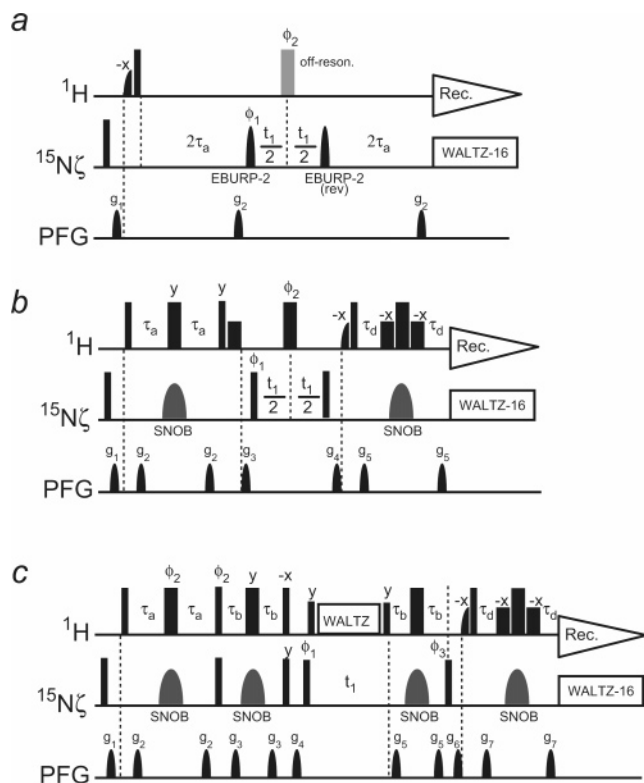 a
-x
ϕ2
off-reson.
1H
Rec.
2τa
ϕ1
t1/2
t1/2
2τa
15Nζ
WALTZ-16
EBURP-2
EBURP-2
(rev)
g1
g2
g2
PFG
b
y
y
ϕ2
-x
τa
τa
τd
-x
-x
τd
1H
Rec.
ϕ1
t1/2
t1/2
15Nζ
WALTZ-16
SNOB
SNOB
g1
g2
g2
g3
g4
g5
g5
PFG
c
ϕ2
ϕ2
y
-x
y
y
-x
τa
τa
τb
τb
WALTZ
τb
τb
τd
-x
-x
τd
1H
Rec.
y
ϕ1
t1
ϕ3
15Nζ
WALTZ-16
SNOB
SNOB
SNOB
SNOB
g1
g2
g2
g3
g3
g4
g5
g5
g6
g7
g7
PFG